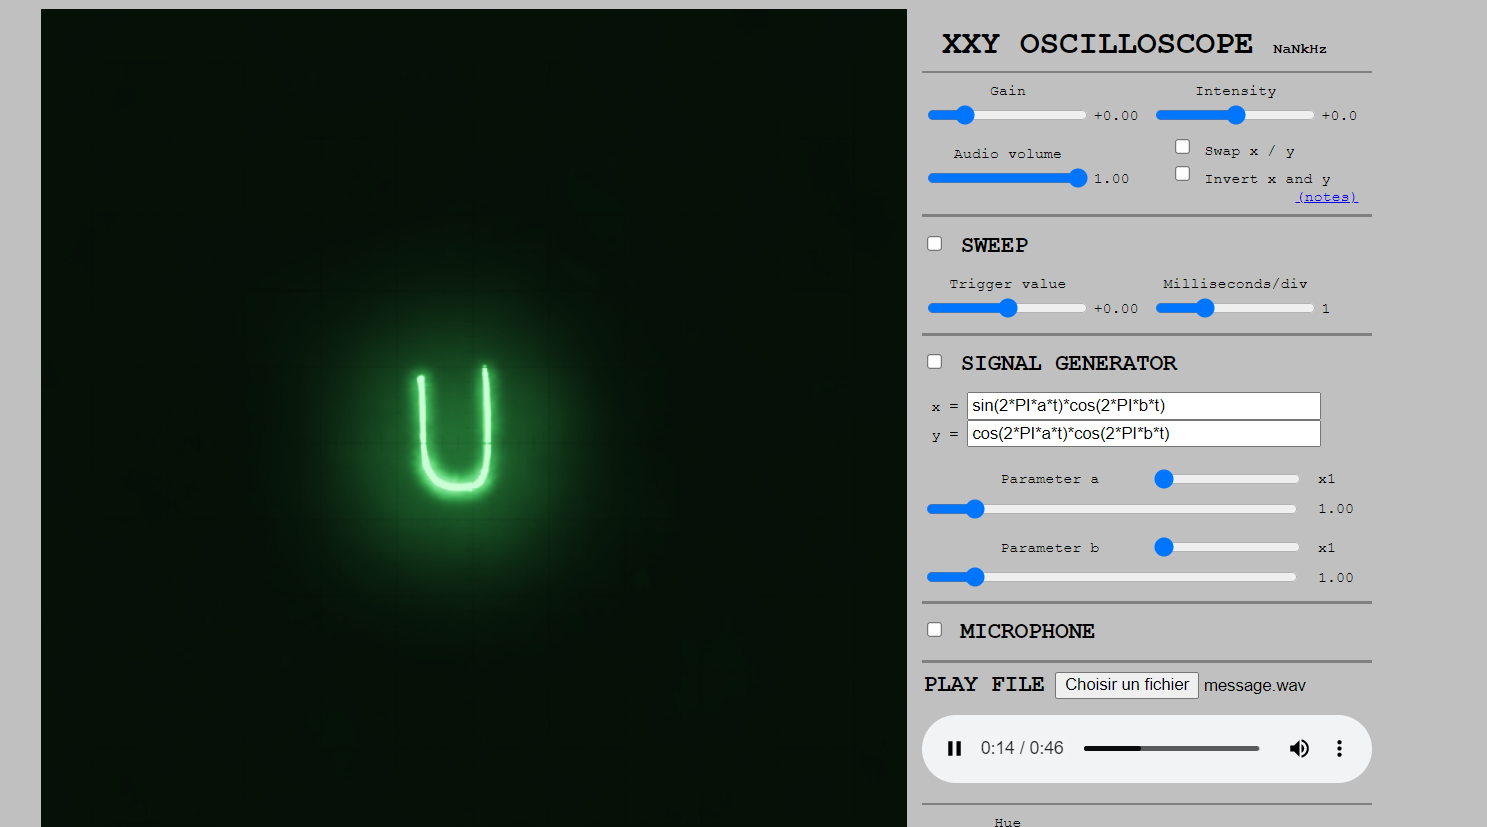 XXY OSCILLOSCOPE NaNkHz
Gain Intensity
+0.00 +0.0
Audio volume Swap x / y
1.00 Invert x and y
(notes)
SWEEP
Trigger value Milliseconds/div
+0.00 1
SIGNAL GENERATOR
x = sin(2*PI*a*t)*cos(2*PI*b*t)
y = cos(2*PI*a*t)*cos(2*PI*b*t)
Parameter a x1
1.00
Parameter b x1
1.00
MICROPHONE
PLAY FILE Choisir un fichier message.wav
0:14 / 0:46
Hue
U